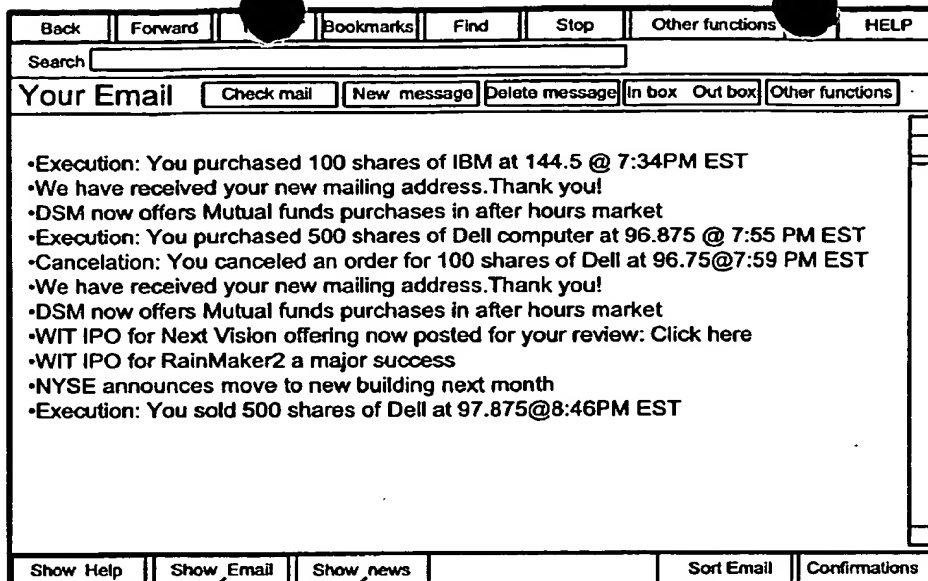 Back Forward Bookmarks Find Stop Other functions HELP
Search
Your Email Check mail New message Delete message In box Out box Other functions
•Execution: You purchased 100 shares of IBM at 144.5 @ 7:34PM EST
•We have received your new mailing address.Thank you!
•DSM now offers Mutual funds purchases in after hours market
•Execution: You purchased 500 shares of Dell computer at 96.875 @ 7:55 PM EST
•Cancelation: You canceled an order for 100 shares of Dell at 96.75@7:59 PM EST
•We have received your new mailing address.Thank you!
•DSM now offers Mutual funds purchases in after hours market
•WIT IPO for Next Vision offering now posted for your review: Click here
•WIT IPO for RainMaker2 a major success
•NYSE announces move to new building next month
•Execution: You sold 500 shares of Dell at 97.875@8:46PM EST
Show Help Show Email Show news Sort Email Confirmations